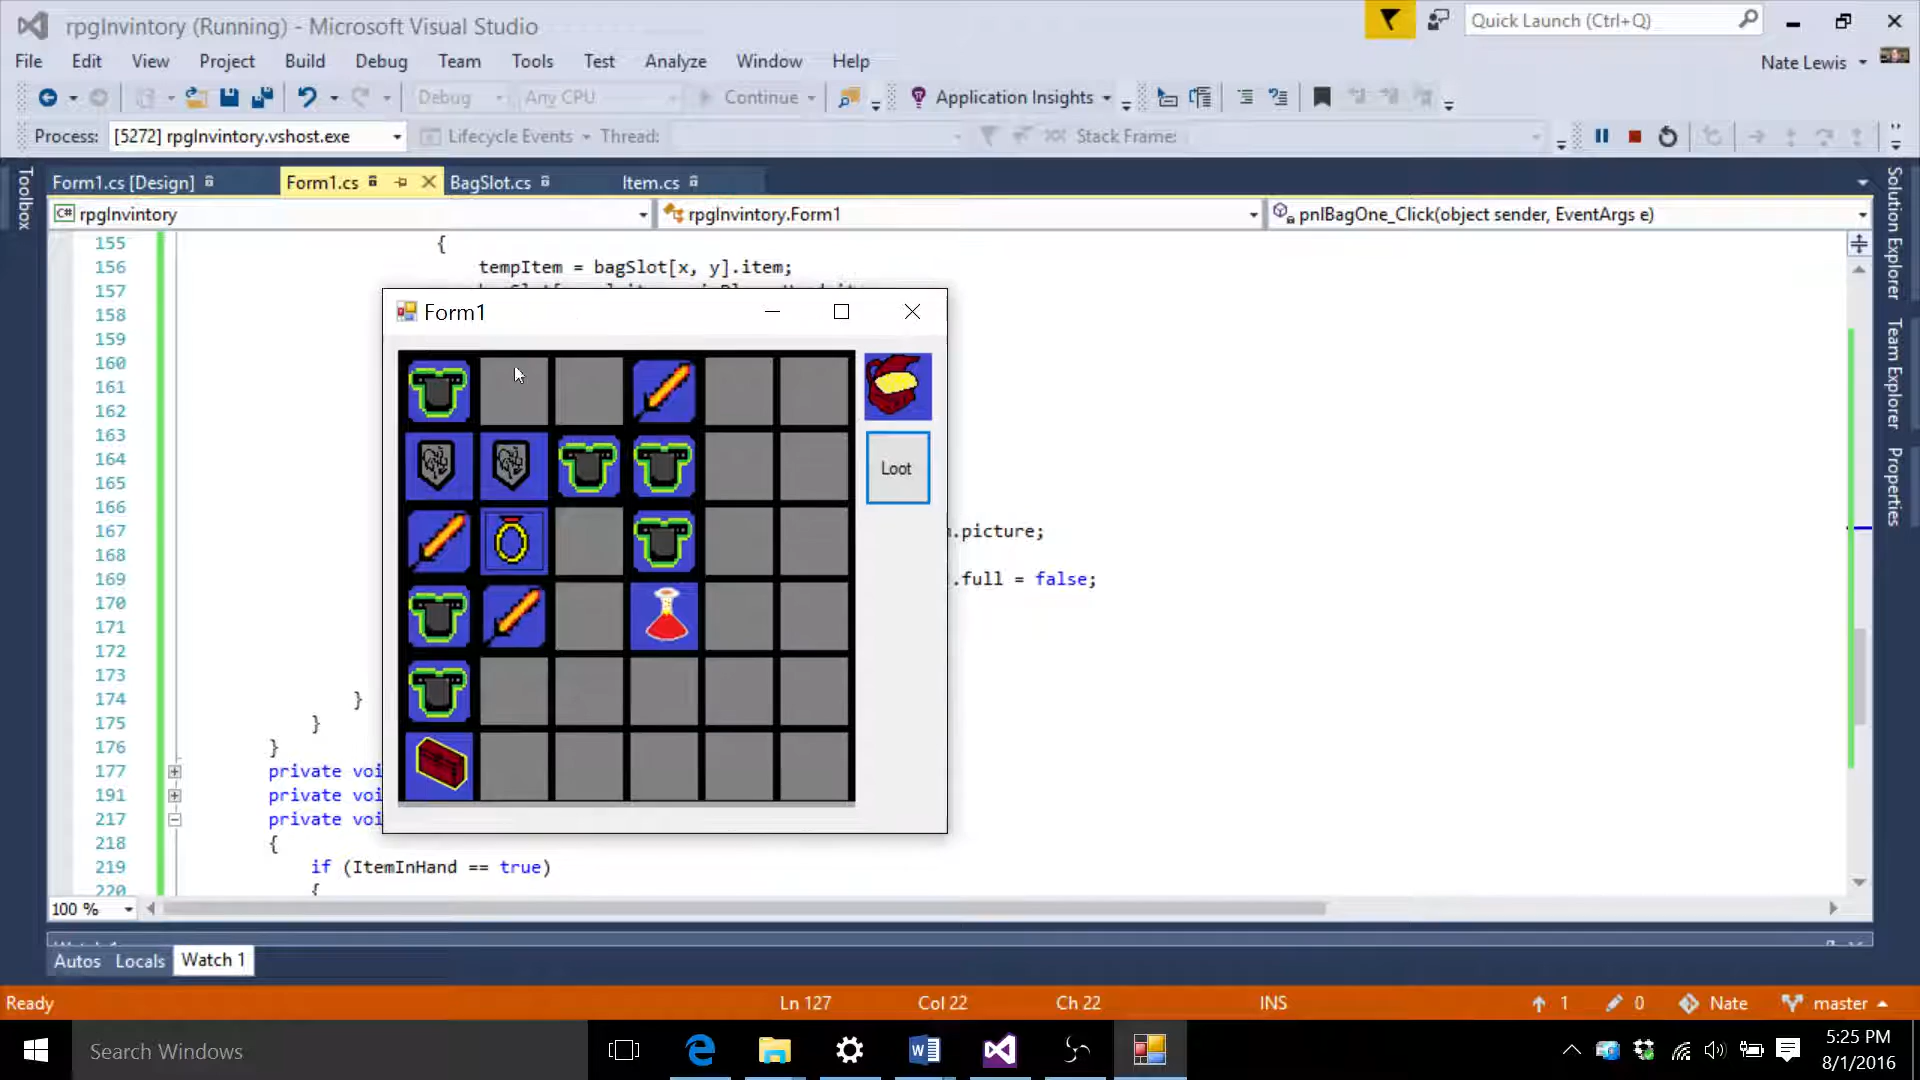 rpgInvintory (Running) - Microsoft Visual Studio
Quick Launch (Ctrl+Q)
File Edit View Project Build Debug Team Tools Test Analyze Window Help
Nate Lewis
Debug Any CPU Continue Application Insights
Process: [5272] rpgInvintory.vshost.exe Lifecycle Events Thread: Stack Frame:
Toolbox
Form1.cs [Design] Form1.cs BagSlot.cs Item.cs
C# rpgInvintory rpgInvintory.Form1 pnlBagOne_Click(object sender, EventArgs e)
Solution Explorer
Team Explorer
Properties
155 {
156 tempItem = bagSlot[x, y].item;
157
158
159
160
161
162
163
164
165
166
167 .picture;
168
169 .full = false;
170
171
172
173
174 }
175 }
176 }
177 private voi
191 private voi
217 private voi
218 {
219 if (ItemInHand == true)
220 {
Form1
Loot
100 %
Autos Locals Watch 1
Ready Ln 127 Col 22 Ch 22 INS 1 0 Nate master
Search Windows
5:25 PM
8/1/2016